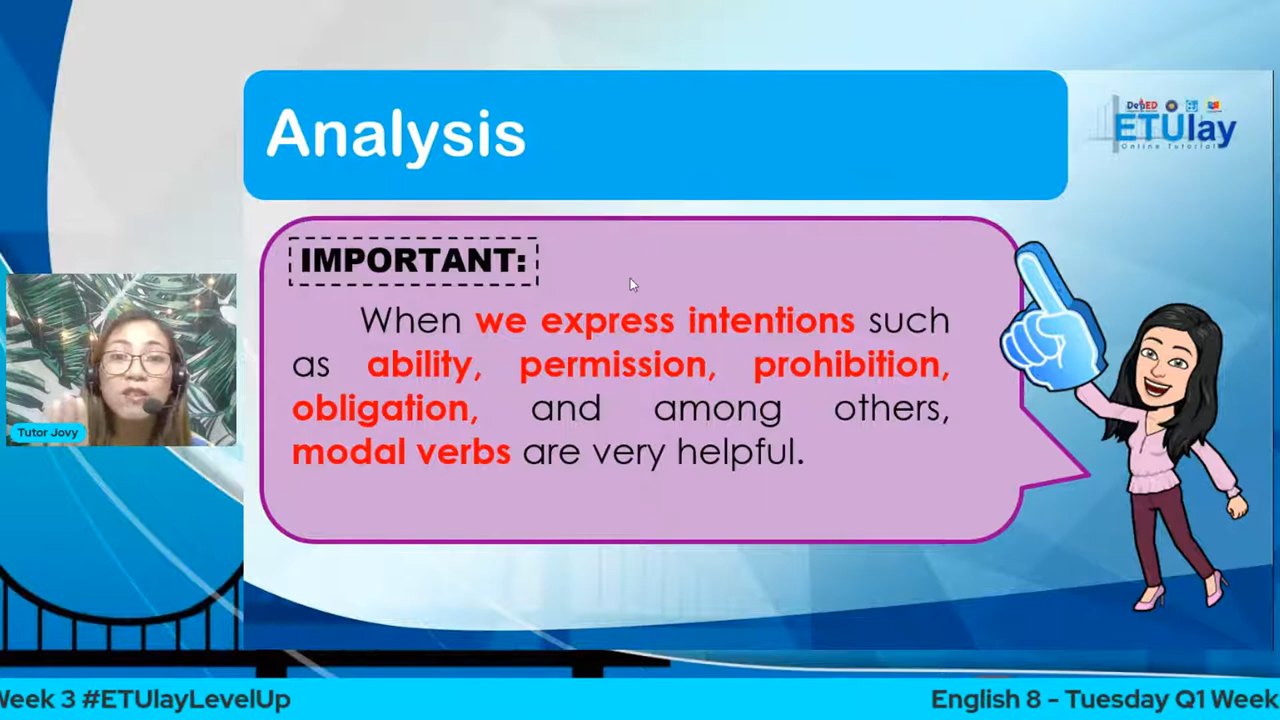 Analysis
DepED
ETUlay
Online Tutorial
IMPORTANT:
When we express intentions such
as ability, permission, prohibition,
obligation, and among others,
modal verbs are very helpful.
Tutor Jovy
Week 3 #ETUlayLevelUp
English 8 - Tuesday Q1 Week